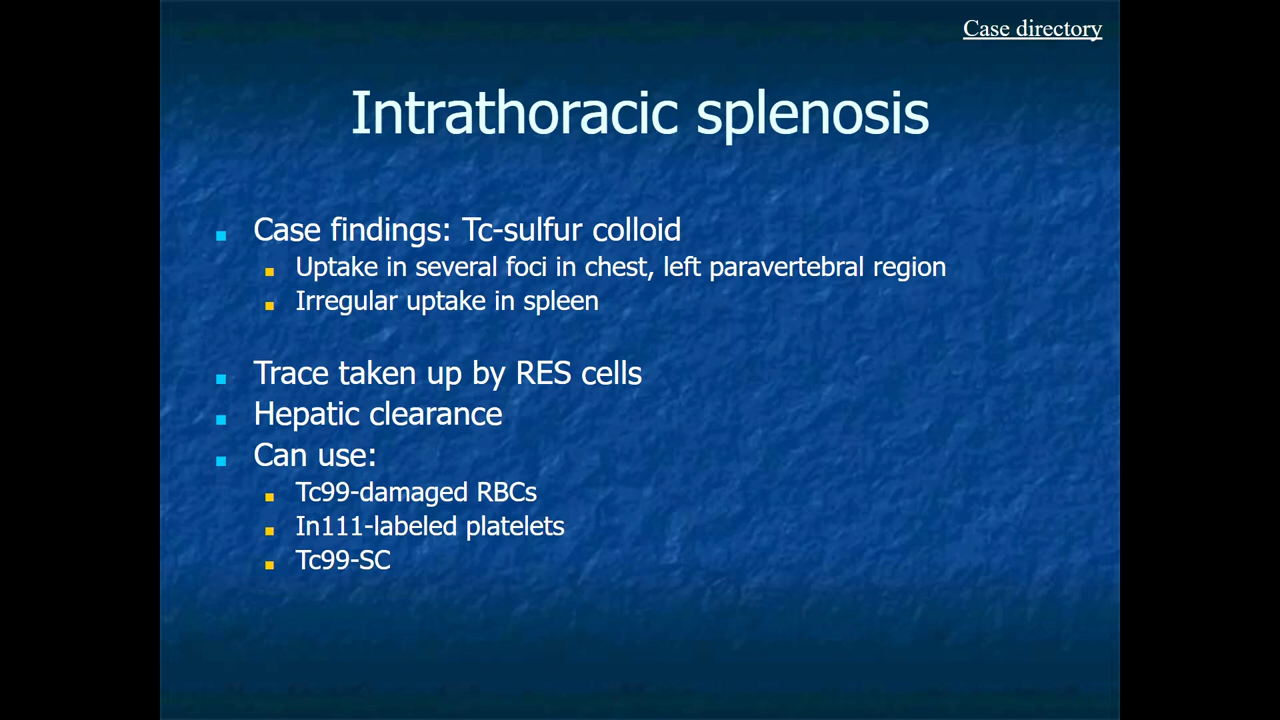 Case directory
Intrathoracic splenosis
Case findings: Tc-sulfur colloid
Uptake in several foci in chest, left paravertebral region
Irregular uptake in spleen
Trace taken up by RES cells
Hepatic clearance
Can use:
Tc99-damaged RBCs
In111-labeled platelets
Tc99-SC